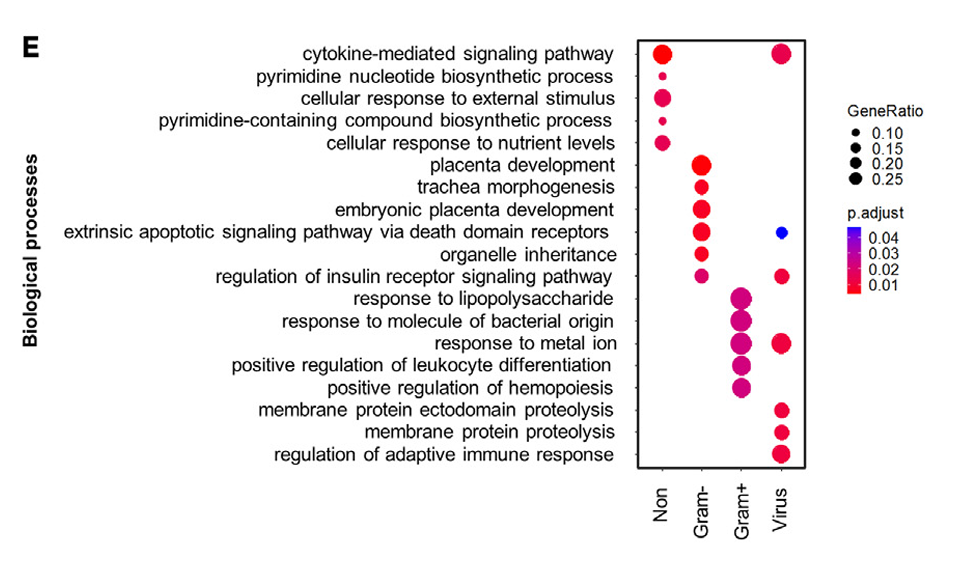 E
Biological processes
cytokine-mediated signaling pathway
pyrimidine nucleotide biosynthetic process
cellular response to external stimulus
pyrimidine-containing compound biosynthetic process
cellular response to nutrient levels
placenta development
trachea morphogenesis
embryonic placenta development
extrinsic apoptotic signaling pathway via death domain receptors
organelle inheritance
regulation of insulin receptor signaling pathway
response to lipopolysaccharide
response to molecule of bacterial origin
response to metal ion
positive regulation of leukocyte differentiation
positive regulation of hemopoiesis
membrane protein ectodomain proteolysis
membrane protein proteolysis
regulation of adaptive immune response
Non
Gram-
Gram+
Virus
GeneRatio
0.10
0.15
0.20
0.25
p.adjust
0.04
0.03
0.02
0.01